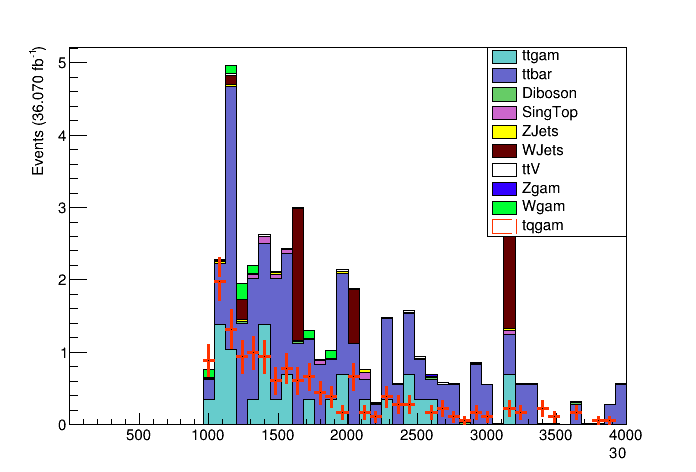 Events (36.070 fb⁻¹)
5
4
3
2
1
0
ttgam
ttbar
Diboson
SingTop
ZJets
WJets
ttV
Zgam
Wgam
tqgam
500 1000 1500 2000 2500 3000 3500 4000
30